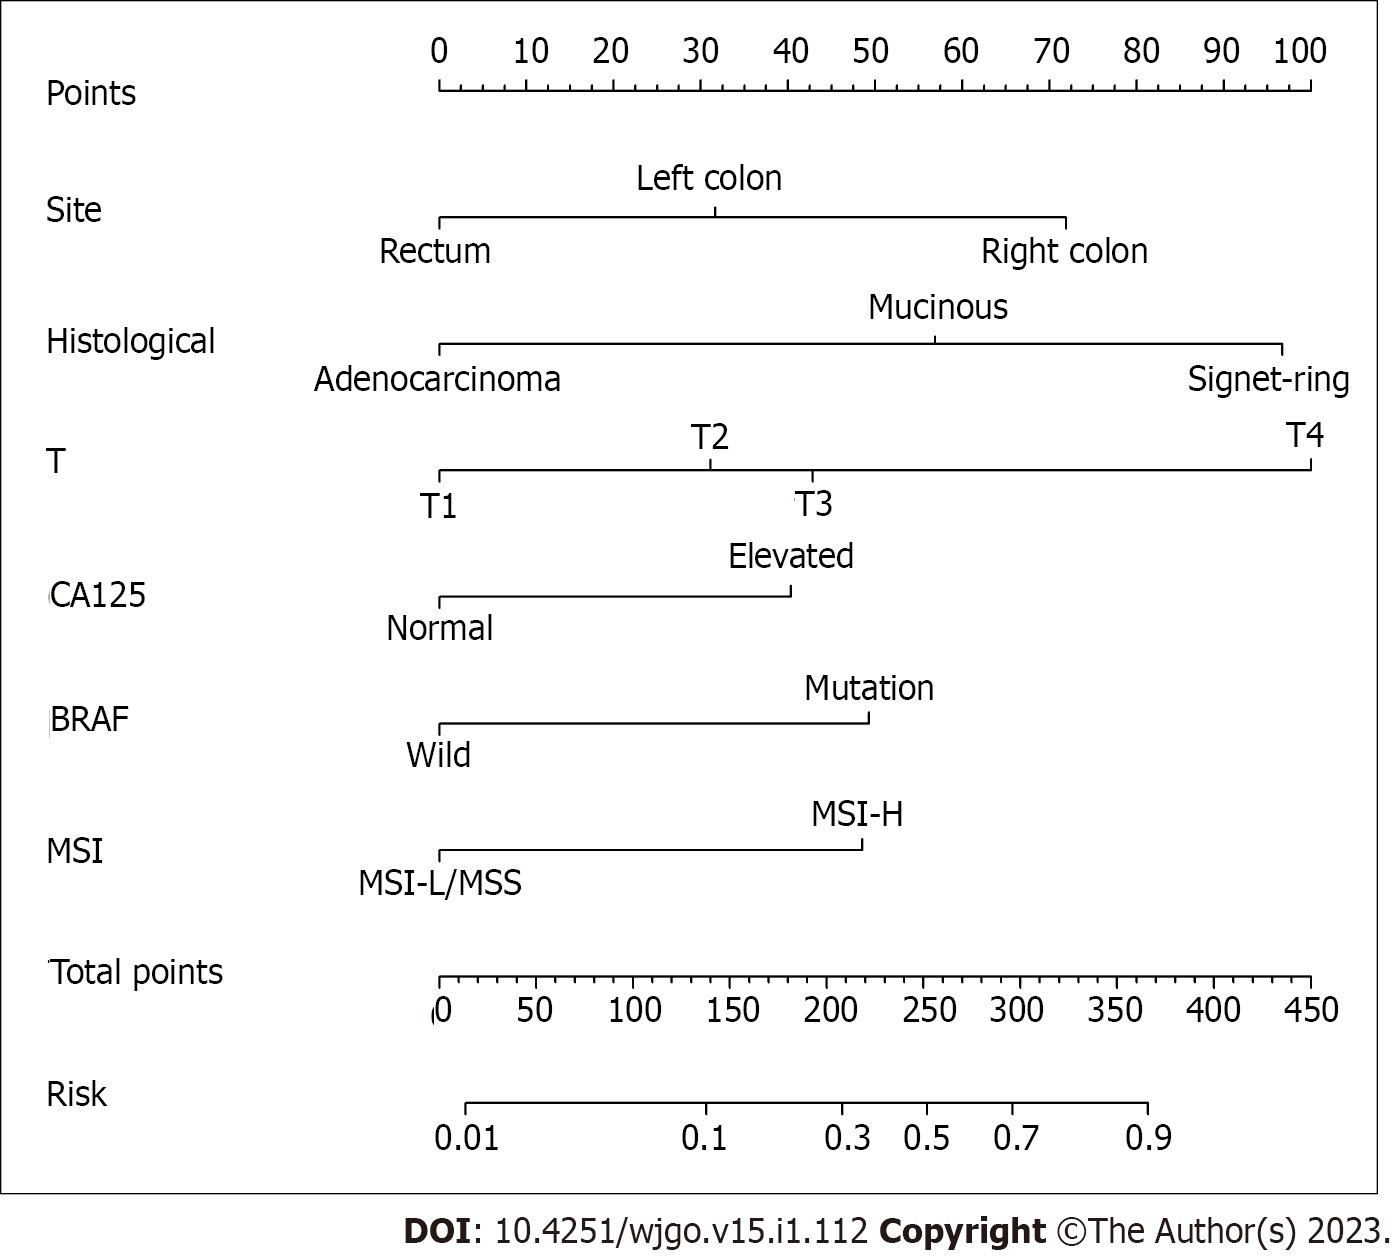 0 10 20 30 40 50 60 70 80 90 100
Points
Left colon
Site
Rectum Right colon
Mucinous
Histological
Adenocarcinoma Signet-ring
T2 T4
T
T1 T3
Elevated
CA125
Normal
Mutation
BRAF
Wild
MSI-H
MSI
MSI-L/MSS
Total points
0 50 100 150 200 250 300 350 400 450
Risk
0.01 0.1 0.3 0.5 0.7 0.9
DOI: 10.4251/wjgo.v15.i1.112 Copyright ©The Author(s) 2023.